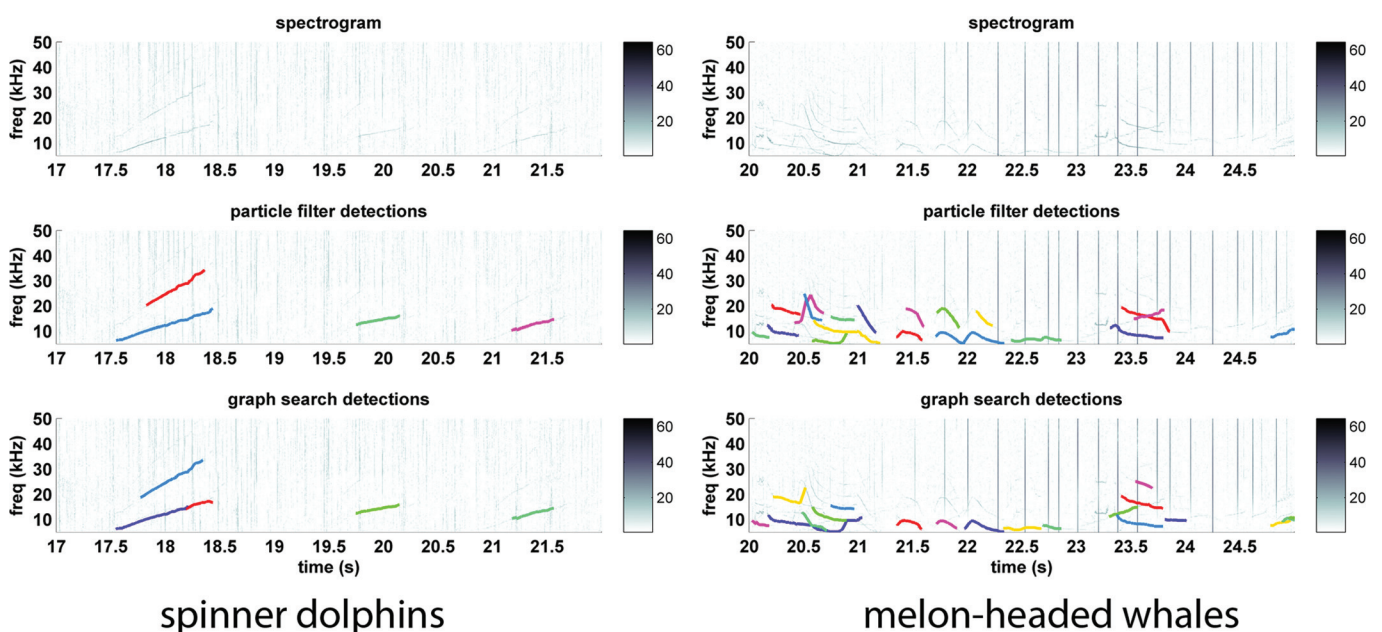 spectrogram
50
40
30
20
10
freq (kHz)
17 17.5 18 18.5 19 19.5 20 20.5 21 21.5
60
40
20
particle filter detections
50
40
30
20
10
freq (kHz)
17 17.5 18 18.5 19 19.5 20 20.5 21 21.5
60
40
20
graph search detections
50
40
30
20
10
freq (kHz)
17 17.5 18 18.5 19 19.5 20 20.5 21 21.5
time (s)
60
40
20
spinner dolphins
spectrogram
50
40
30
20
10
freq (kHz)
20 20.5 21 21.5 22 22.5 23 23.5 24 24.5
60
40
20
particle filter detections
50
40
30
20
10
freq (kHz)
20 20.5 21 21.5 22 22.5 23 23.5 24 24.5
60
40
20
graph search detections
50
40
30
20
10
freq (kHz)
20 20.5 21 21.5 22 22.5 23 23.5 24 24.5
time (s)
60
40
20
melon-headed whales